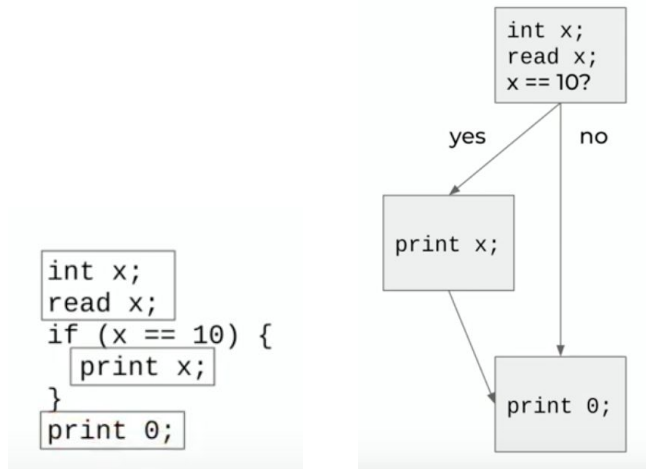 int x;
read x;
if (x == 10) {
print x;
}
print 0;
int x;
read x;
x == 10?
yes
no
print x;
print 0;